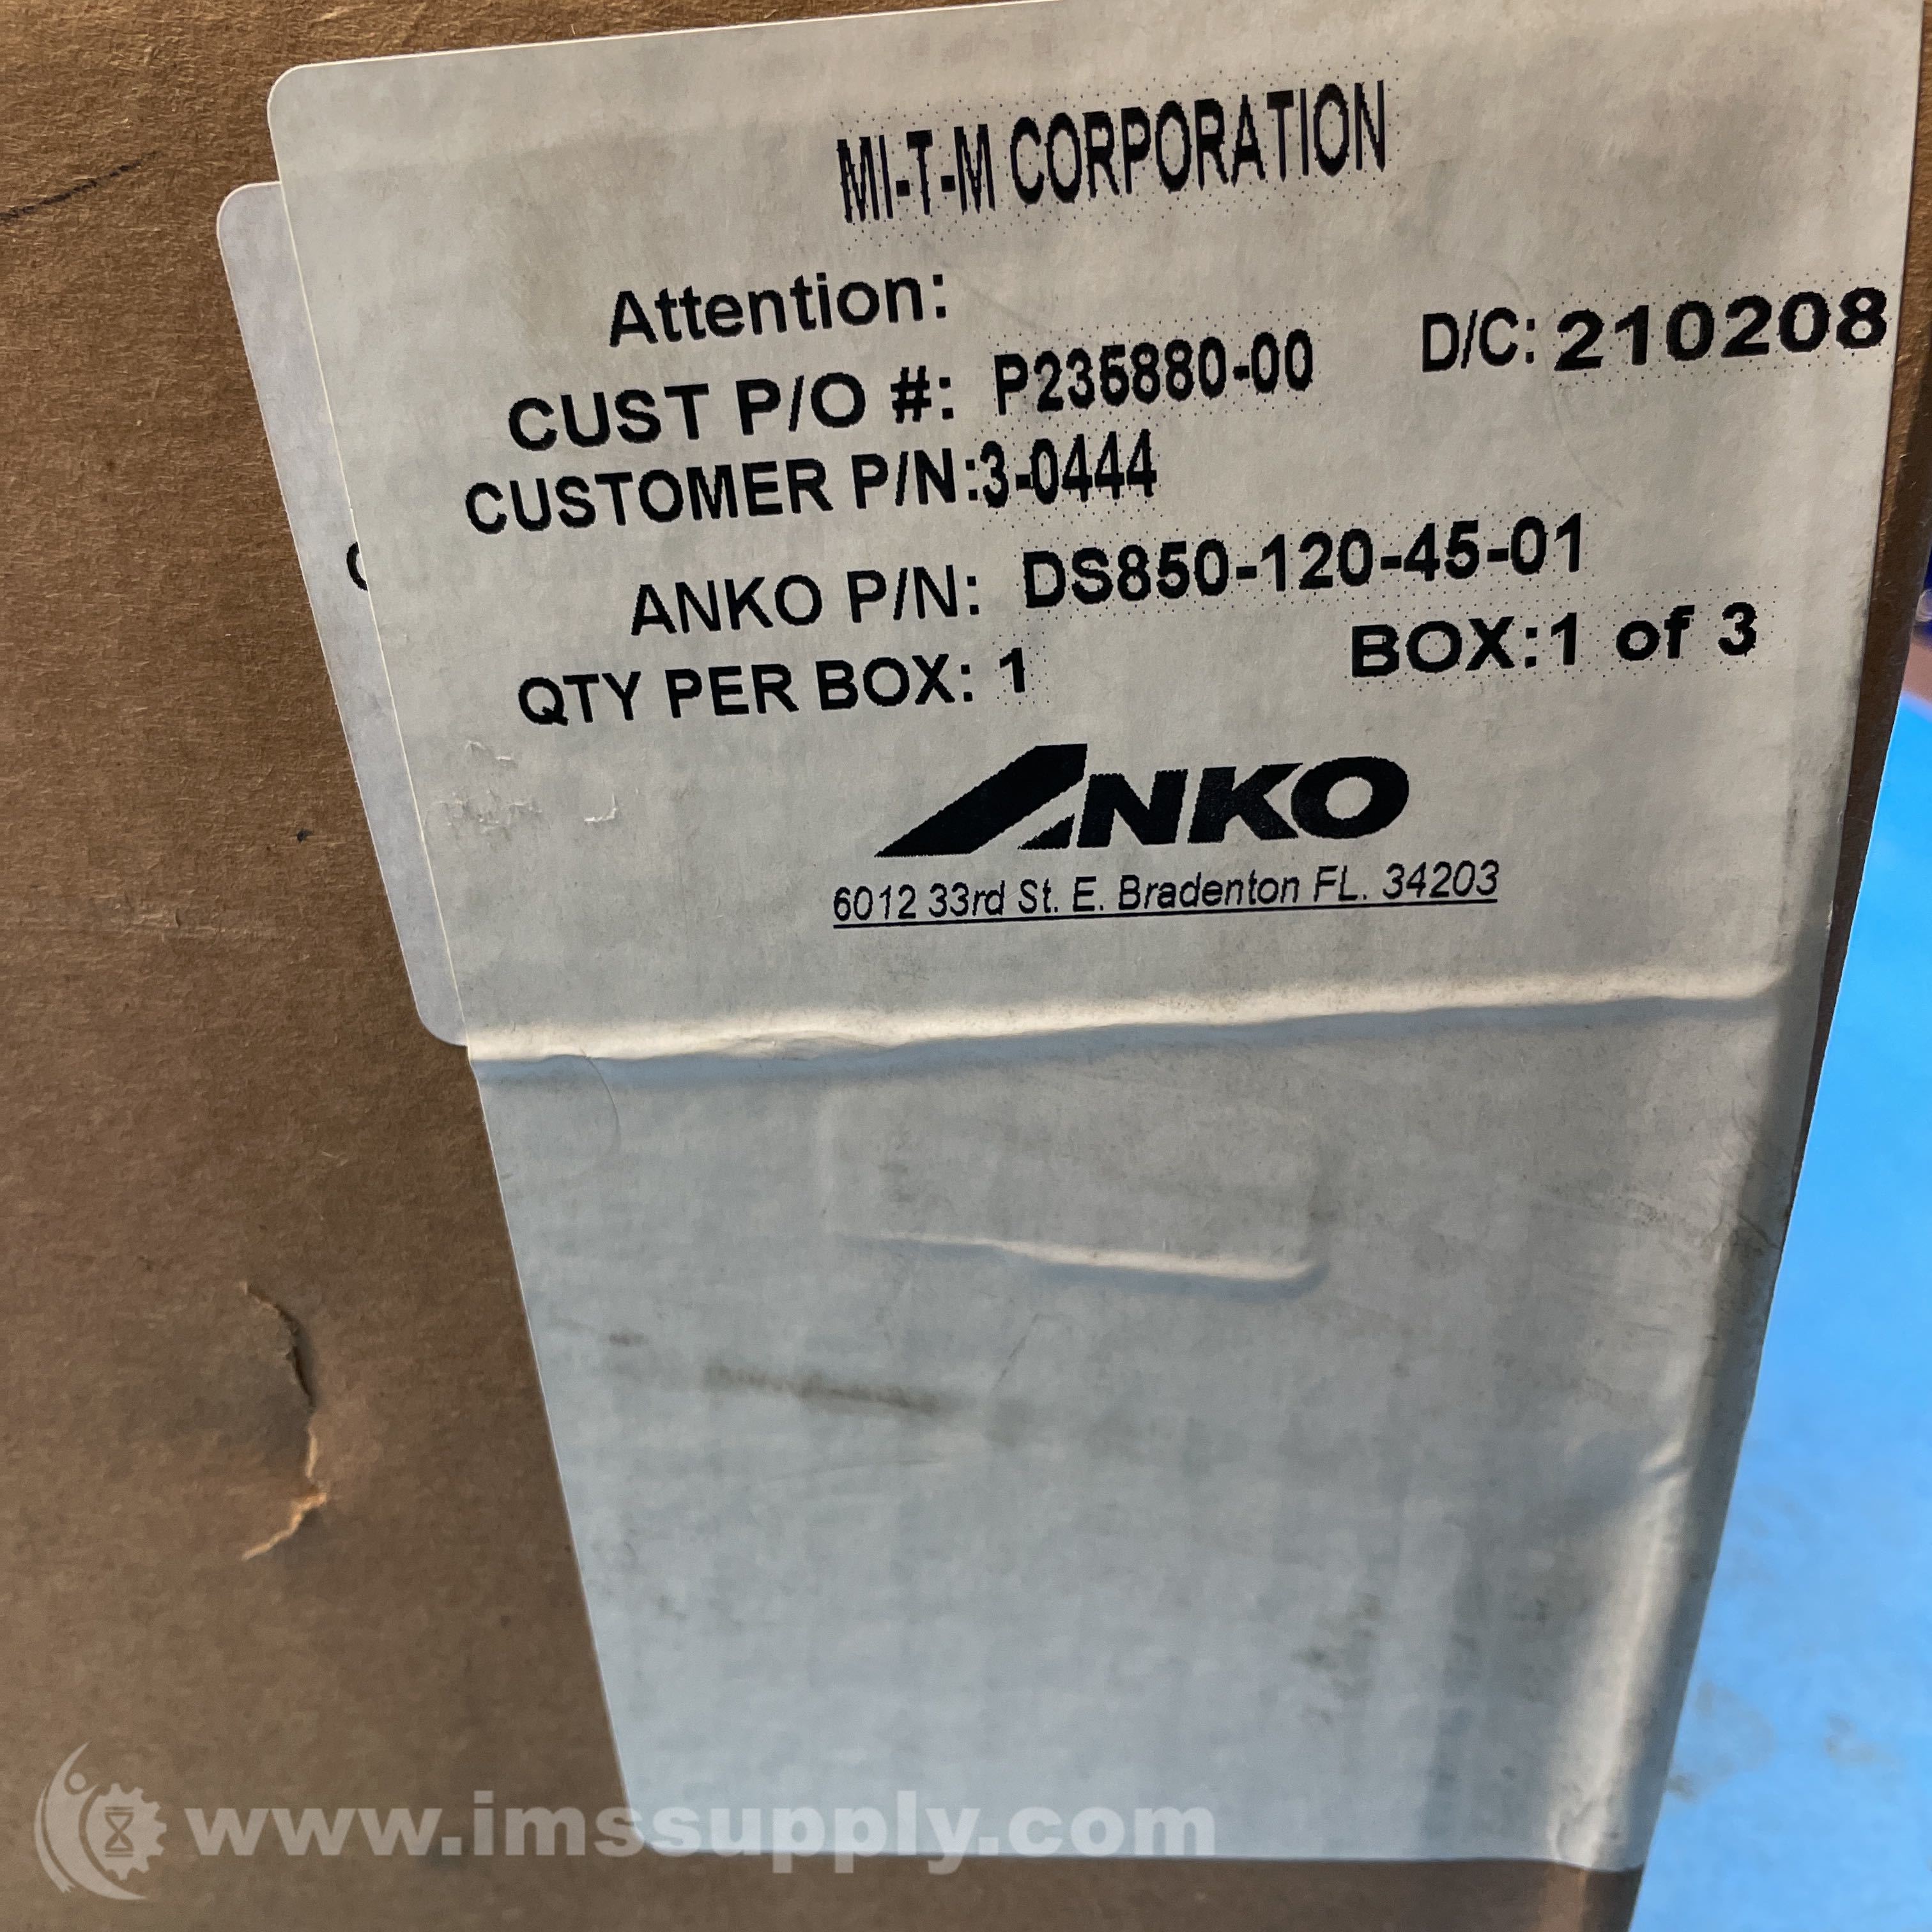 MI-T-M CORPORATION
Attention:
CUST P/O #: P235880-00 D/C: 210208
CUSTOMER P/N:3-0444
ANKO P/N: DS850-120-45-01
QTY PER BOX: 1 BOX:1 of 3
ANKO
6012 33rd St. E. Bradenton FL. 34203
www.imssupply.com